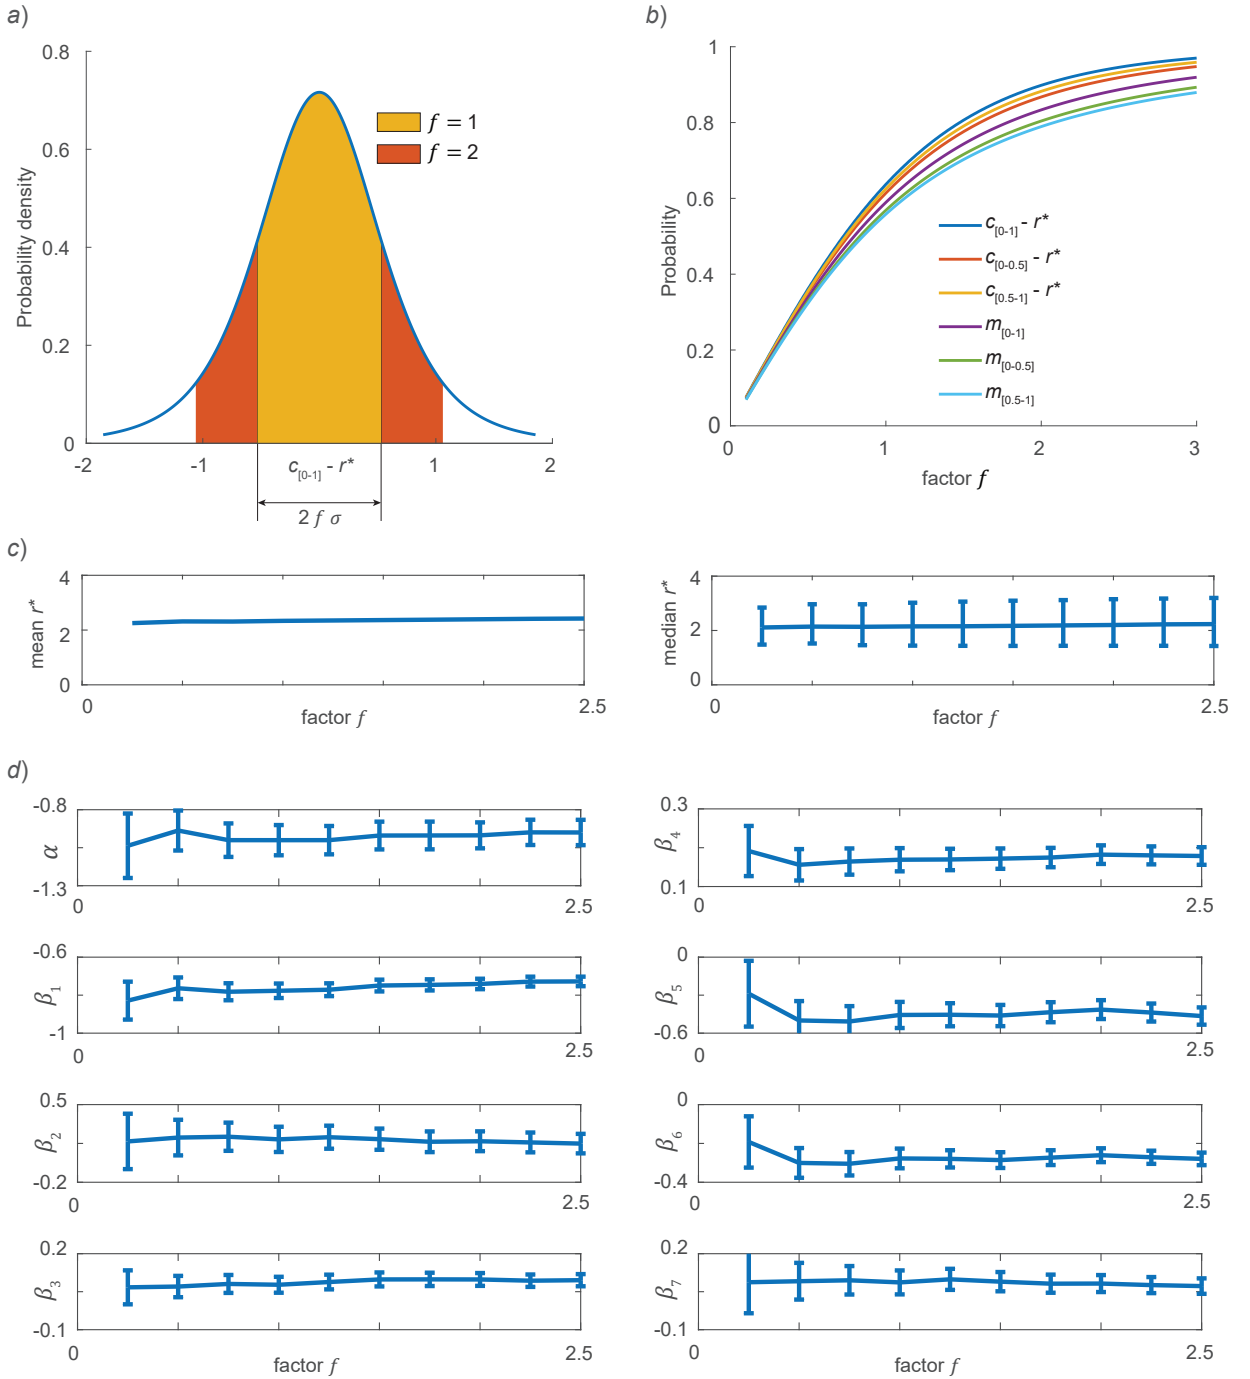 a)
0.8
0.6
0.4
0.2
0
Probability density
f = 1
f = 2
-2
-1
c[0-1] - r*
1
2
2 f σ
b)
1
0.8
0.6
0.4
0.2
0
Probability
c[0-1] - r*
c[0-0.5] - r*
c[0.5-1] - r*
m[0-1]
m[0-0.5]
m[0.5-1]
0
1
2
3
factor f
c)
4
2
0
mean r*
0
2.5
factor f
4
2
0
median r*
0
2.5
factor f
d)
-0.8
α
-1.3
0
2.5
0.3
β4
0.1
0
2.5
-0.6
β1
-1
0
2.5
0
β5
-0.6
0
2.5
0.5
β2
-0.2
0
2.5
0
β6
-0.4
0
2.5
0.2
β3
-0.1
0
2.5
factor f
0.2
β7
-0.1
0
2.5
factor f